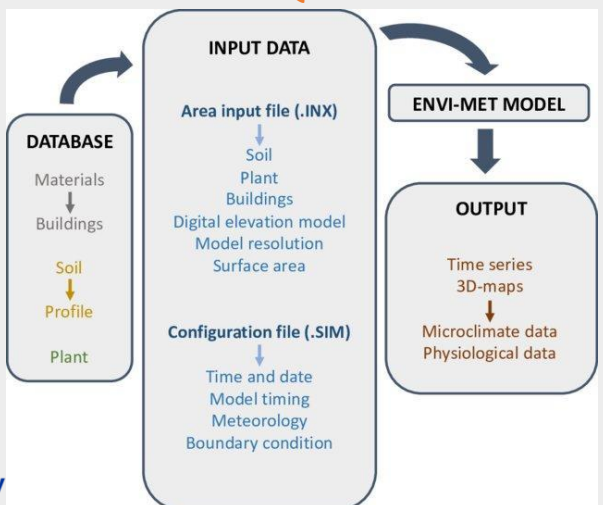 DATABASE
Materials
Buildings
Soil
Profile
Plant
INPUT DATA
Area input file (.INX)
Soil
Plant
Buildings
Digital elevation model
Model resolution
Surface area
Configuration file (.SIM)
Time and date
Model timing
Meteorology
Boundary condition
ENVI-MET MODEL
OUTPUT
Time series
3D-maps
Microclimate data
Physiological data